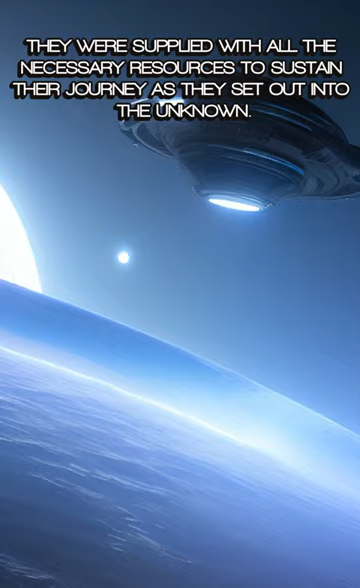 THEY WERE SUPPLIED WITH ALL THE
NECESSARY RESOURCES TO SUSTAIN
THEIR JOURNEY AS THEY SET OUT INTO
THE UNKNOWN.